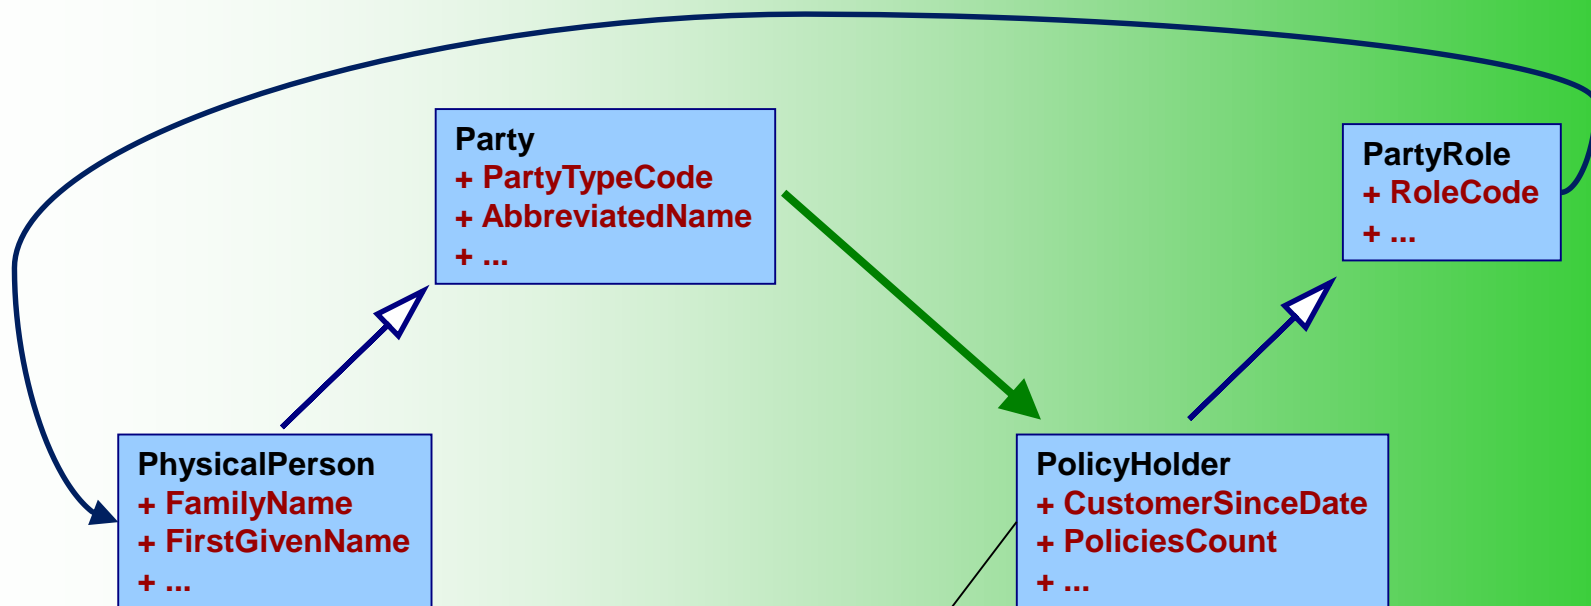 Party
+ PartyTypeCode
+ AbbreviatedName
+ ...
PartyRole
+ RoleCode
+ ...
PhysicalPerson
+ FamilyName
+ FirstGivenName
+ ...
PolicyHolder
+ CustomerSinceDate
+ PoliciesCount
+ ...